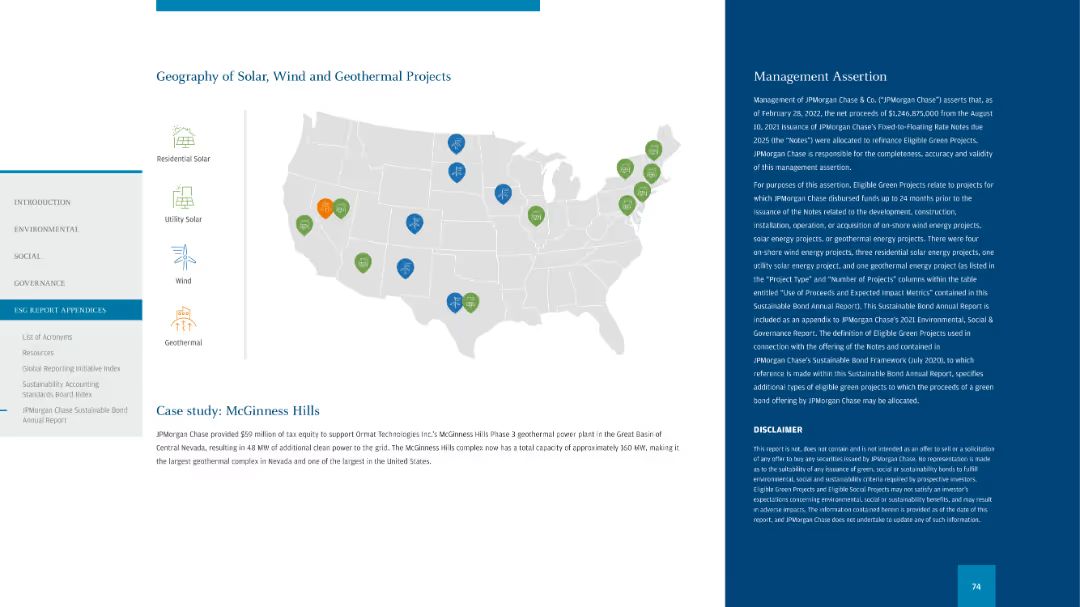 INTRODUCTION
ENVIRONMENTAL
SOCIAL
GOVERNANCE
ESG REPORT APPENDICES
List of Acronyms
Resources
Global Reporting Initiative Index
Sustainability Accounting
Standards Board Index
JPMorgan Chase Sustainable Bond
Annual Report
Geography of Solar, Wind and Geothermal Projects
Residential Solar
Utility Solar
Wind
Geothermal
Case study: McGinness Hills
JPMorgan Chase provided $59 million of tax equity to support Ormat Technologies Inc.'s McGinness Hills Phase 3 geothermal power plant in the Great Basin of
Central Nevada, resulting in 48 MW of additional clean power to the grid. The McGinness Hills complex now has a total capacity of approximately 160 MW, making it
the largest geothermal complex in Nevada and one of the largest in the United States.
Management Assertion
Management of JPMorgan Chase & Co. ("JPMorgan Chase") asserts that, as
of February 28, 2022, the net proceeds of $1,246,875,000 from the August
10, 2021 issuance of JPMorgan Chase's Fixed-to-Floating Rate Notes due
2025 (the "Notes") were allocated to refinance Eligible Green Projects.
JPMorgan Chase is responsible for the completeness, accuracy and validity
of this management assertion.
For purposes of this assertion, Eligible Green Projects relate to projects for
which JPMorgan Chase disbursed funds up to 24 months prior to the
issuance of the Notes related to the development, construction,
installation, operation, or acquisition of on-shore wind energy projects,
solar energy projects, or geothermal energy projects. There were four
on-shore wind energy projects, three residential solar energy projects, one
utility solar energy project, and one geothermal energy project (as listed in
the "Project Type" and "Number of Projects" columns within the table
entitled "Use of Proceeds and Expected Impact Metrics" contained in this
Sustainable Bond Annual Report). This Sustainable Bond Annual Report is
included as an appendix to JPMorgan Chase's 2021 Environmental, Social &
Governance Report. The definition of Eligible Green Projects used in
connection with the offering of the Notes and contained in
JPMorgan Chase's Sustainable Bond Framework (July 2020), to which
reference is made within this Sustainable Bond Annual Report, specifies
additional types of eligible green projects to which the proceeds of a green
bond offering by JPMorgan Chase may be allocated.
DISCLAIMER
This report is not, does not contain and is not intended as an offer to sell or a solicitation
of any offer to buy any securities issued by JPMorgan Chase. No representation is made
as to the suitability of any issuance of green, social or sustainability bonds to fulfill
environmental, social and sustainability criteria required by prospective investors.
Eligible Green Projects and Eligible Social Projects may not satisfy an investor's
expectations concerning environmental, social or sustainability benefits, and may result
in adverse impacts. The information contained herein is provided as of the date of this
report, and JPMorgan Chase does not undertake to update any of such information.
74